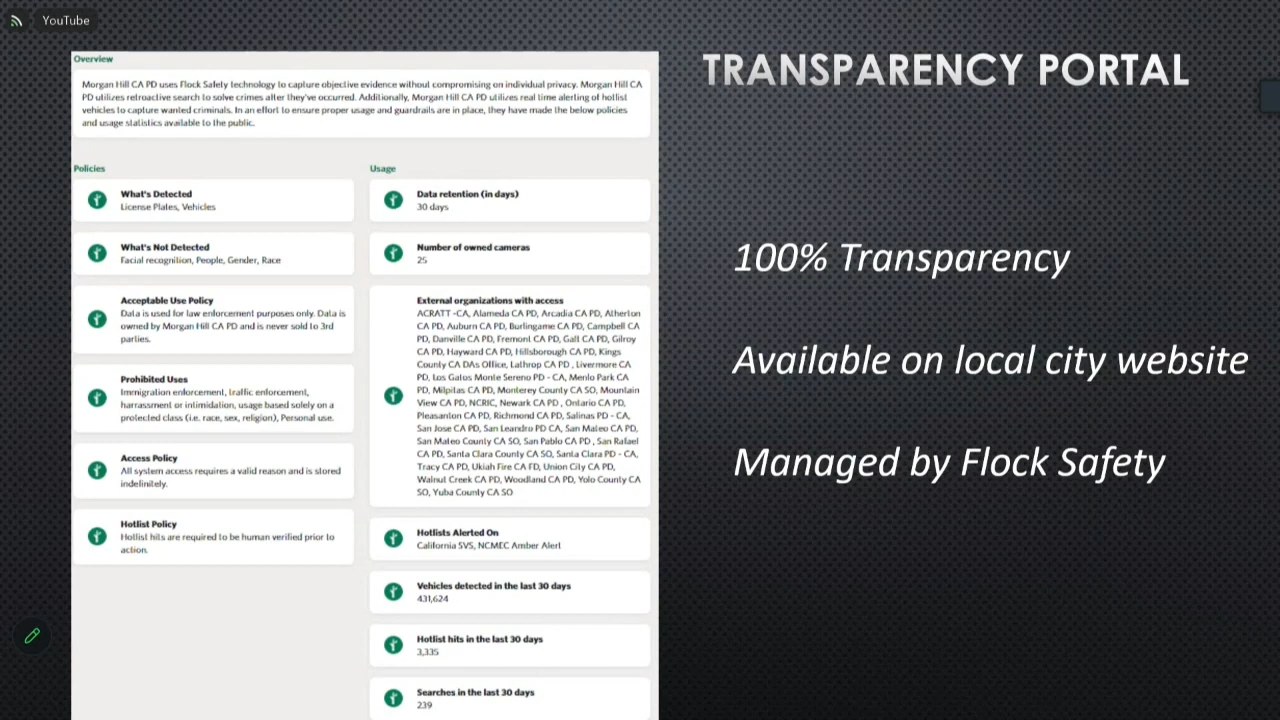 YouTube
TRANSPARENCY PORTAL
Overview
Morgan Hill CA PD uses Flock Safety technology to capture objective evidence without compromising on individual privacy. Morgan Hill CA
PD utilizes retroactive search to solve crimes after they've occurred. Additionally, Morgan Hill CA PD utilizes real time alerting of hotlist
vehicles to capture wanted criminals. In an effort to ensure proper usage and guardrails are in place, they have made the below policies
and usage statistics available to the public.
Policies
What's Detected
License Plates, Vehicles
What's Not Detected
Facial recognition, People, Gender, Race
Acceptable Use Policy
Data is used for law enforcement purposes only. Data is
owned by Morgan Hill CA PD and is never sold to 3rd
parties.
Prohibited Uses
Immigration enforcement, traffic enforcement,
harrassment or intimidation, usage based solely on a
protected class (i.e. race, sex, religion), Personal use.
Access Policy
All system access requires a valid reason and is stored
indefinitely.
Hotlist Policy
Hotlist hits are required to be human verified prior to
action.
Usage
Data retention (in days)
30 days
Number of owned cameras
25
External organizations with access
ACRATT -CA, Alameda CA PD, Arcadia CA PD, Atherton
CA PD, Auburn CA PD, Burlingame CA PD, Campbell CA
PD, Danville CA PD, Fremont CA PD, Galt CA PD, Gilroy
CA PD, Hayward CA PD, Hillsborough CA PD, Kings
County CA DAs Office, Lathrop CA PD , Livermore CA
PD, Los Gatos Monte Sereno PD - CA, Menlo Park CA
PD, Milpitas CA PD, Monterey County CA SO, Mountain
View CA PD, NCRIC, Newark CA PD , Ontario CA PD,
Pleasanton CA PD, Richmond CA PD, Salinas PD - CA,
San Jose CA PD, San Leandro PD CA, San Mateo CA PD,
San Mateo County CA SO, San Pablo CA PD , San Rafael
CA PD, Santa Clara County CA SO, Santa Clara PD - CA,
Tracy CA PD, Ukiah Fire CA FD, Union City CA PD,
Walnut Creek CA PD, Woodland CA PD, Yolo County CA
SO, Yuba County CA SO
Hotlists Alerted On
California SVS, NCMEC Amber Alert
Vehicles detected in the last 30 days
431,624
Hotlist hits in the last 30 days
3,335
Searches in the last 30 days
239
100% Transparency
Available on local city website
Managed by Flock Safety